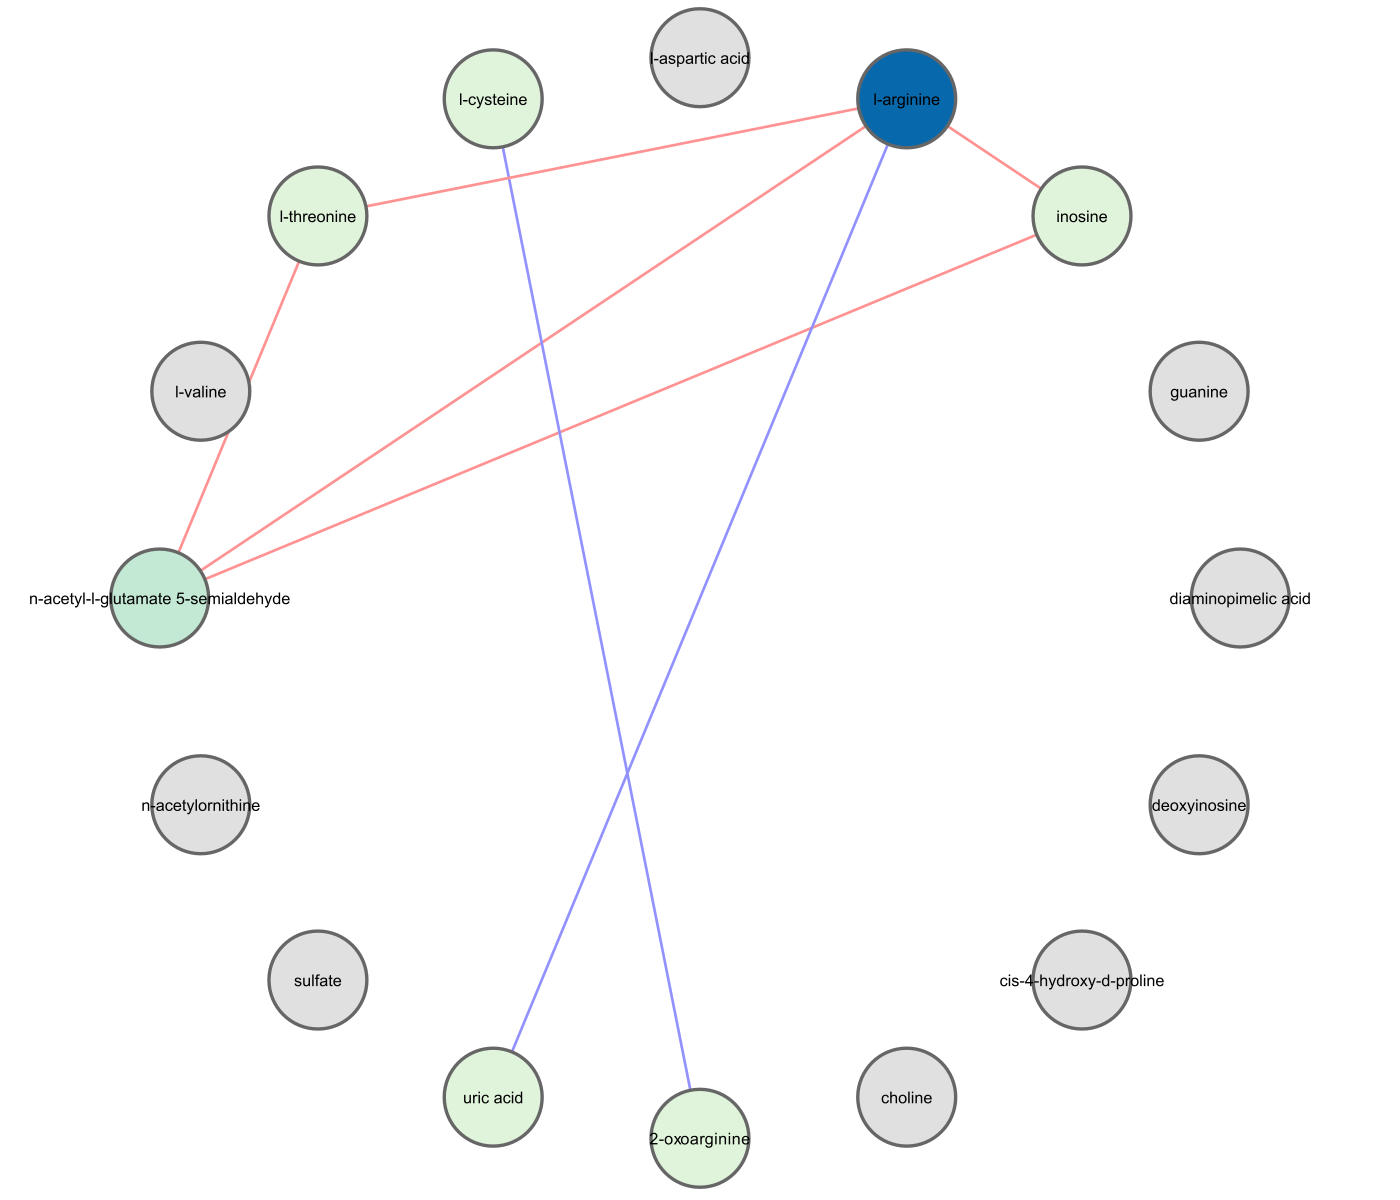 l-aspartic acid
l-cysteine
l-arginine
l-threonine
inosine
l-valine
guanine
n-acetyl-l-glutamate 5-semialdehyde
diaminopimelic acid
n-acetylornithine
deoxyinosine
sulfate
cis-4-hydroxy-d-proline
uric acid
choline
2-oxoarginine